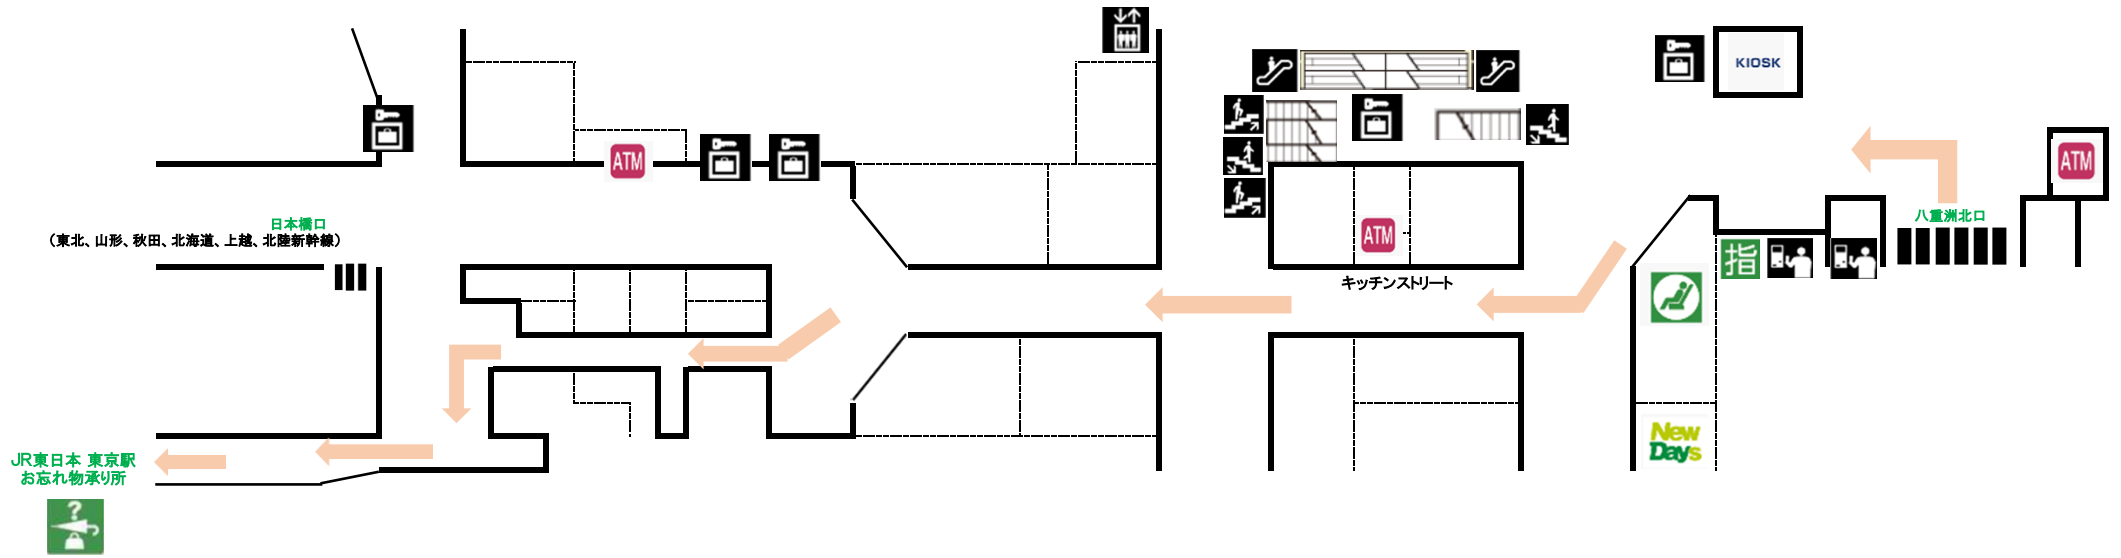 KIOSK
ATM
ATM
日本橋口
（東北、山形、秋田、北海道、上越、北陸新幹線）
八重洲北口
ATM
指
キッチンストリート
New
Days
JR東日本 東京駅
お忘れ物承り所
?